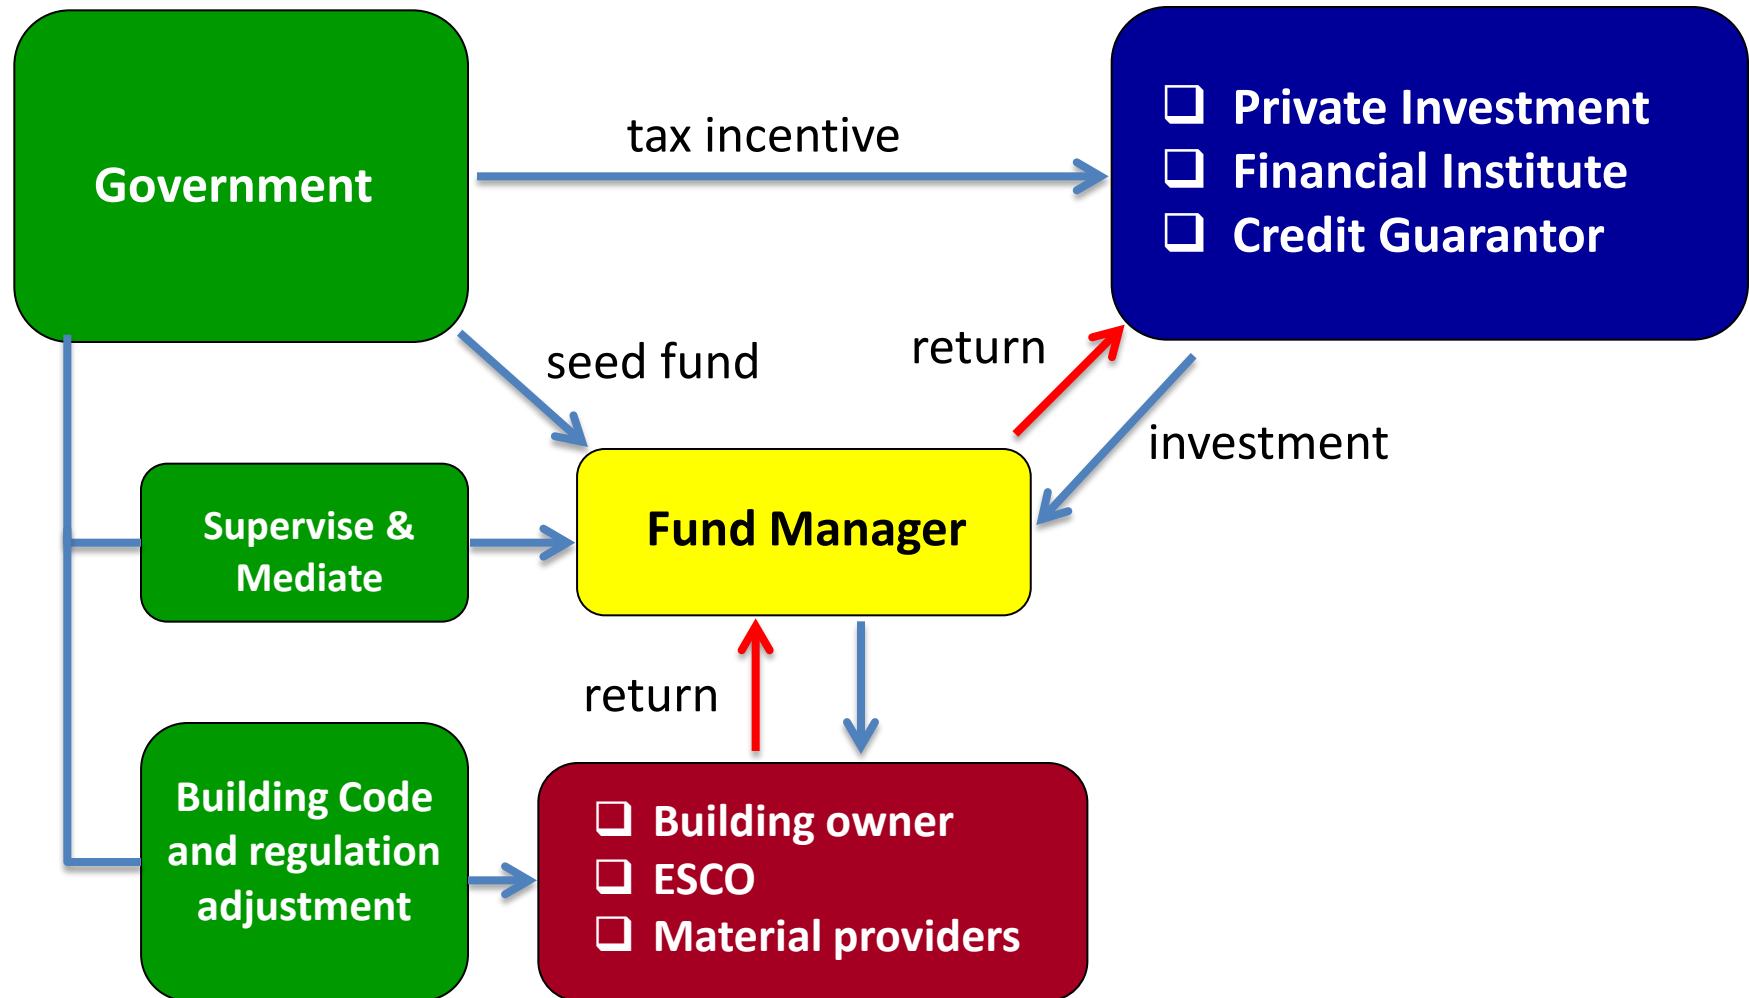 Government
tax incentive
Private Investment
Financial Institute
Credit Guarantor
seed fund
return
investment
Supervise &
Mediate
Fund Manager
return
Building Code
and regulation
adjustment
Building owner
ESCO
Material providers